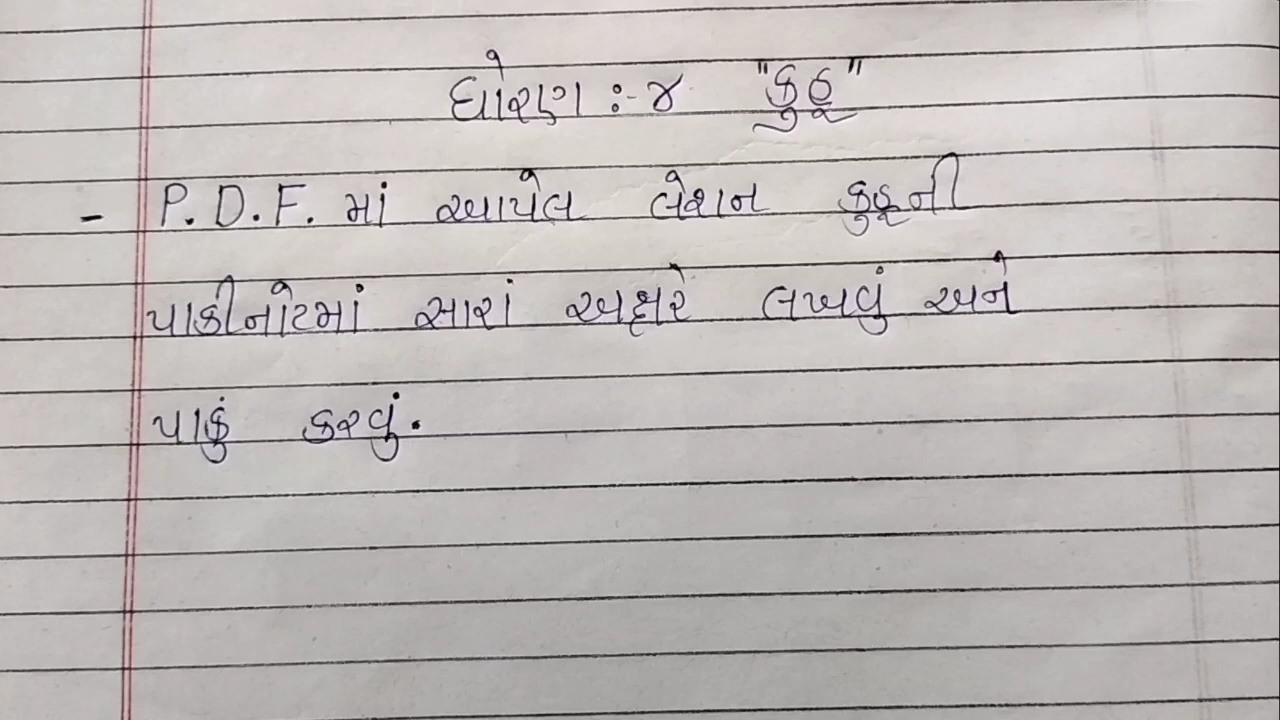 ધોરણ :- ૪ "કુહૂ"
- P.D.F. માં આપેલ લેશન કુહૂની
પાકીનોટમાં સારાં અક્ષરે લખવું અને
પાકું કરવું.